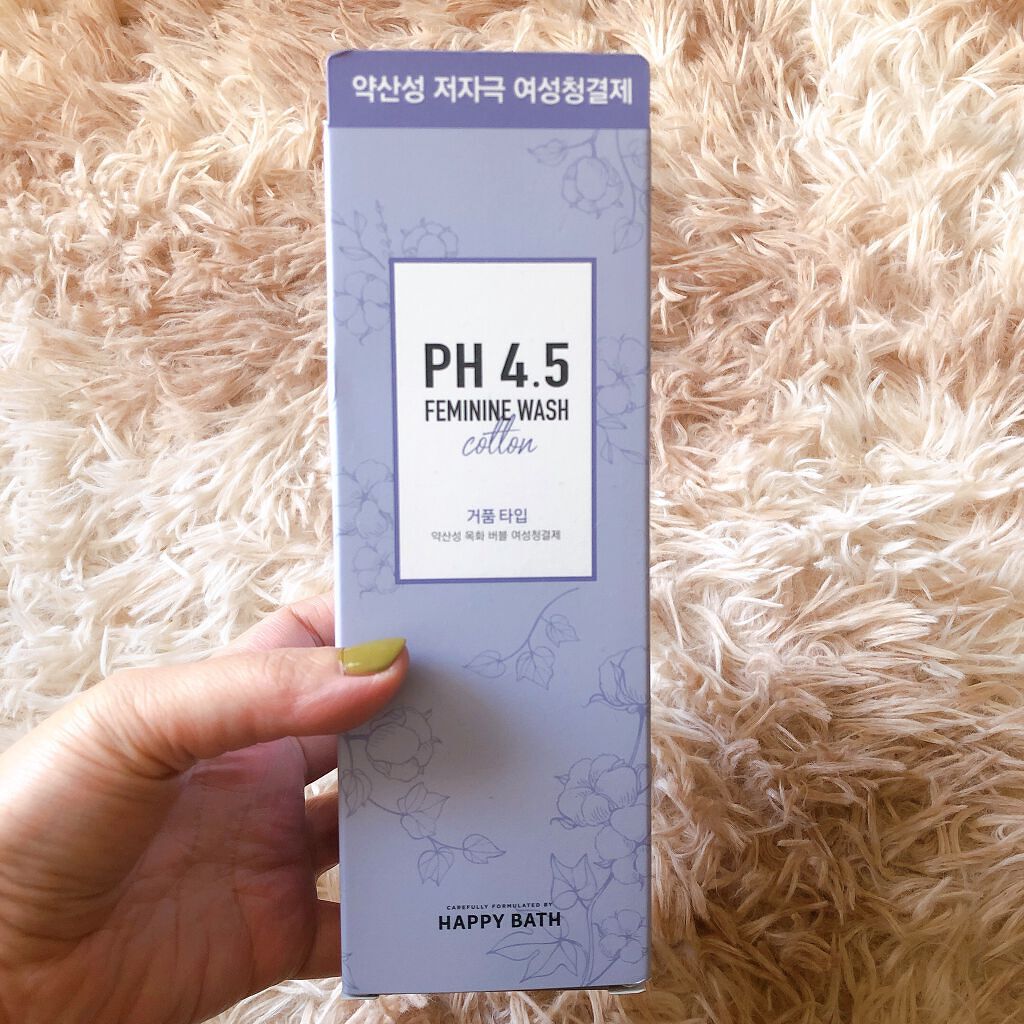 약산성 저자극 여성청결제
PH 4.5
FEMININE WASH
cotton
거품 타입
약산성 목화 버블 여성청결제
CAREFULLY FORMULATED BY
HAPPY BATH